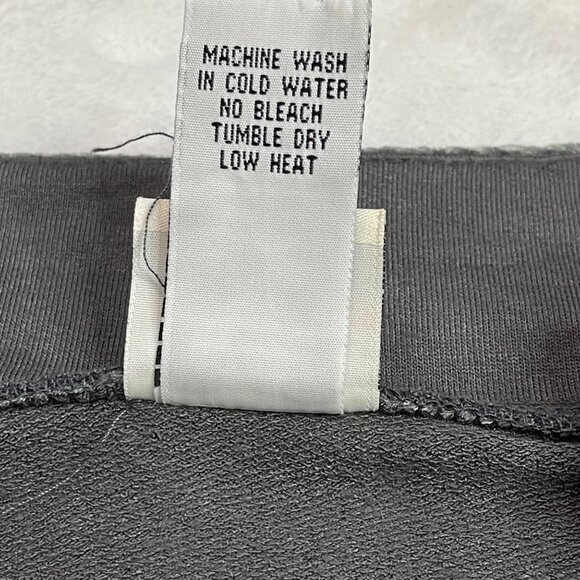 MACHINE WASH
IN COLD WATER
NO BLEACH
TUMBLE DRY
LOW HEAT